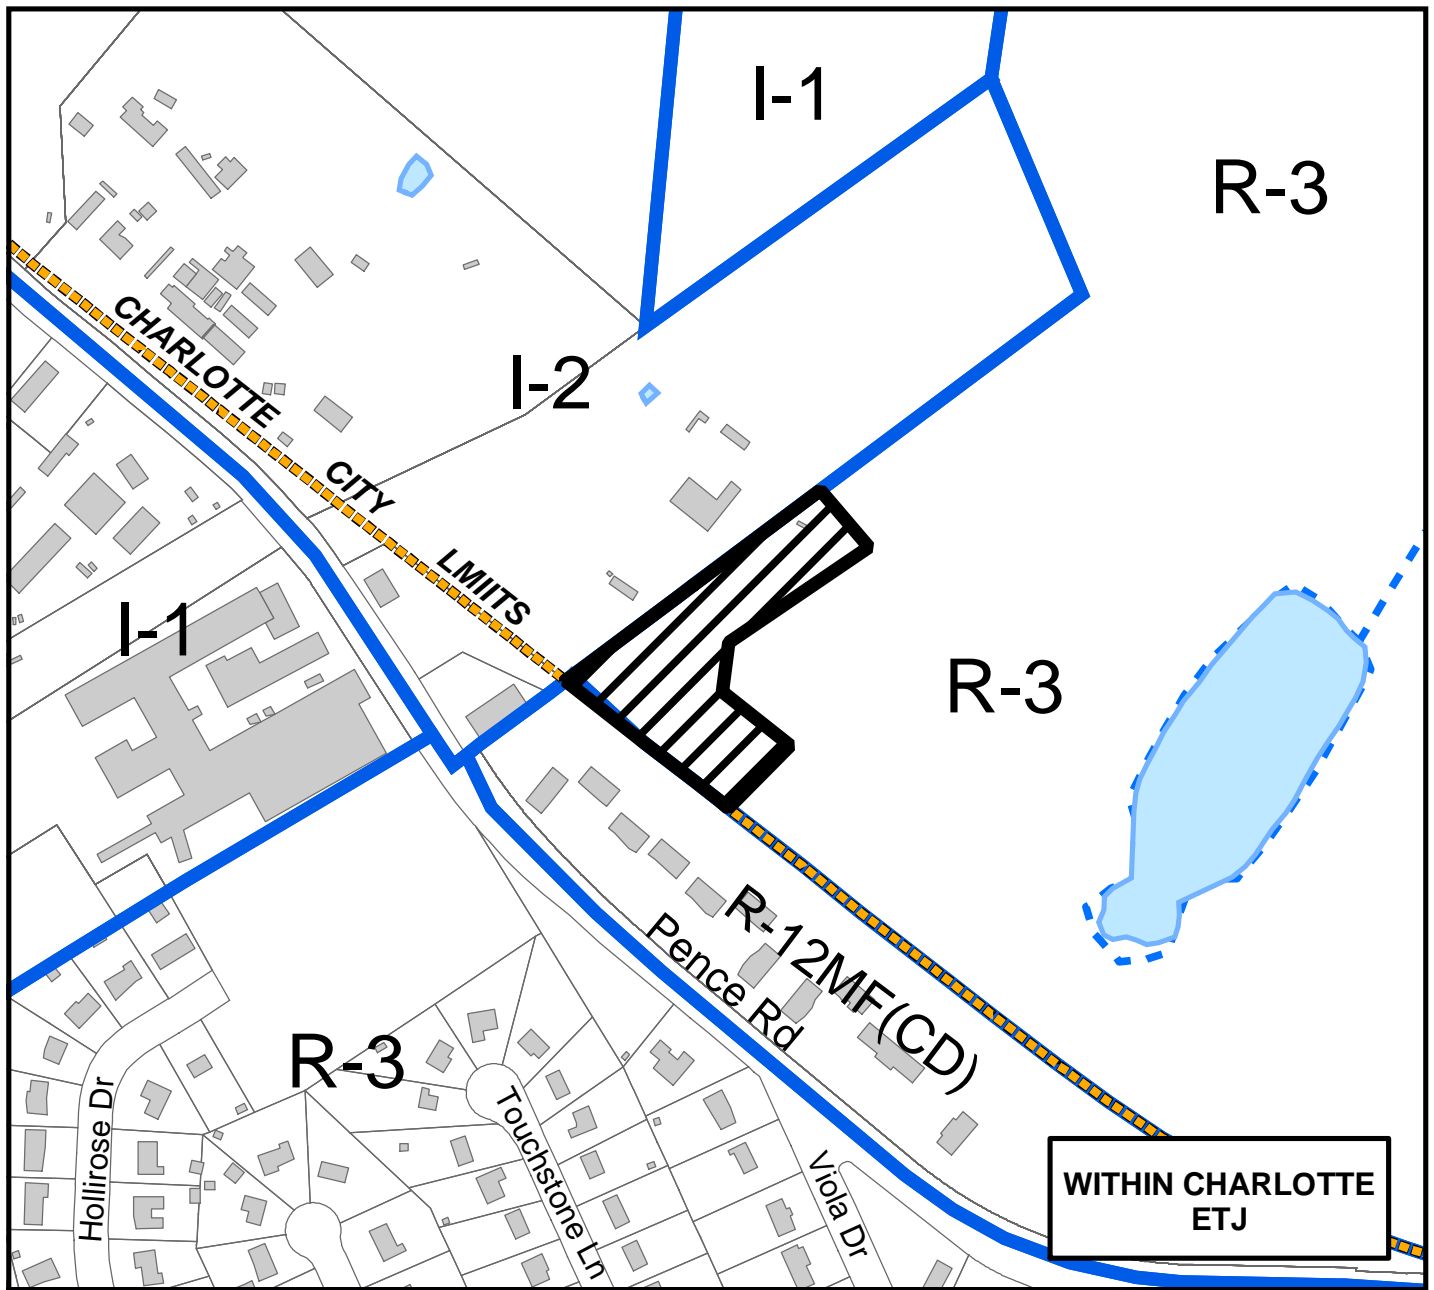 I-1
R-3
CHARLOTTE
I-2
CITY
LMIITS
I-1
R-3
R-12MF(CD)
Pence Rd
R-3
Hollirose Dr
Touchstone Ln
Viola Dr
WITHIN CHARLOTTE
ETJ